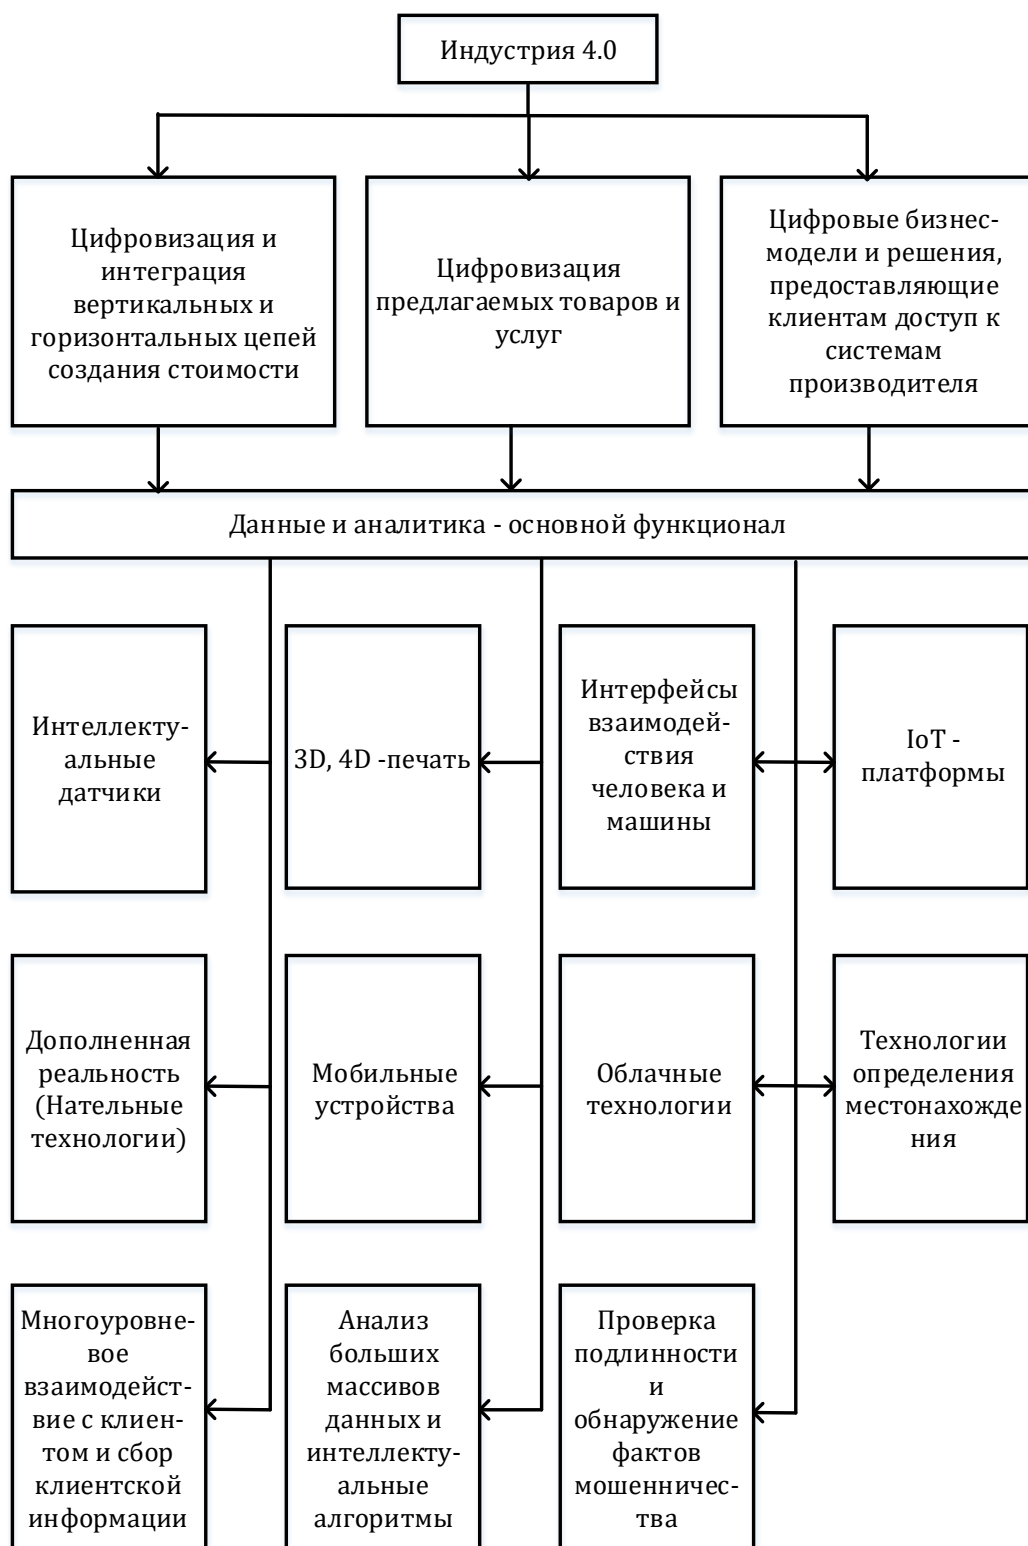 Индустрия 4.0
Цифровизация и
интеграция
вертикальных и
горизонтальных цепей
создания стоимости
Цифровизация
предлагаемых товаров и
услуг
Цифровые бизнес-
модели и решения,
предоставляющие
клиентам доступ к
системам
производителя
Данные и аналитика - основной функционал
Интеллекту-
альные
датчики
3D, 4D -печать
Интерфейсы
взаимодей-
ствия
человека и
машины
IoT -
платформы
Дополненная
реальность
(Нательные
технологии)
Мобильные
устройства
Облачные
технологии
Технологии
определения
местонахожде
ния
Многоуровне-
вое
взаимодейст-
вие с клиен-
том и сбор
клиентской
информации
Анализ
больших
массивов
данных и
интеллекту-
альные
алгоритмы
Проверка
подлинности
и
обнаружение
фактов
мошенничес-
тва